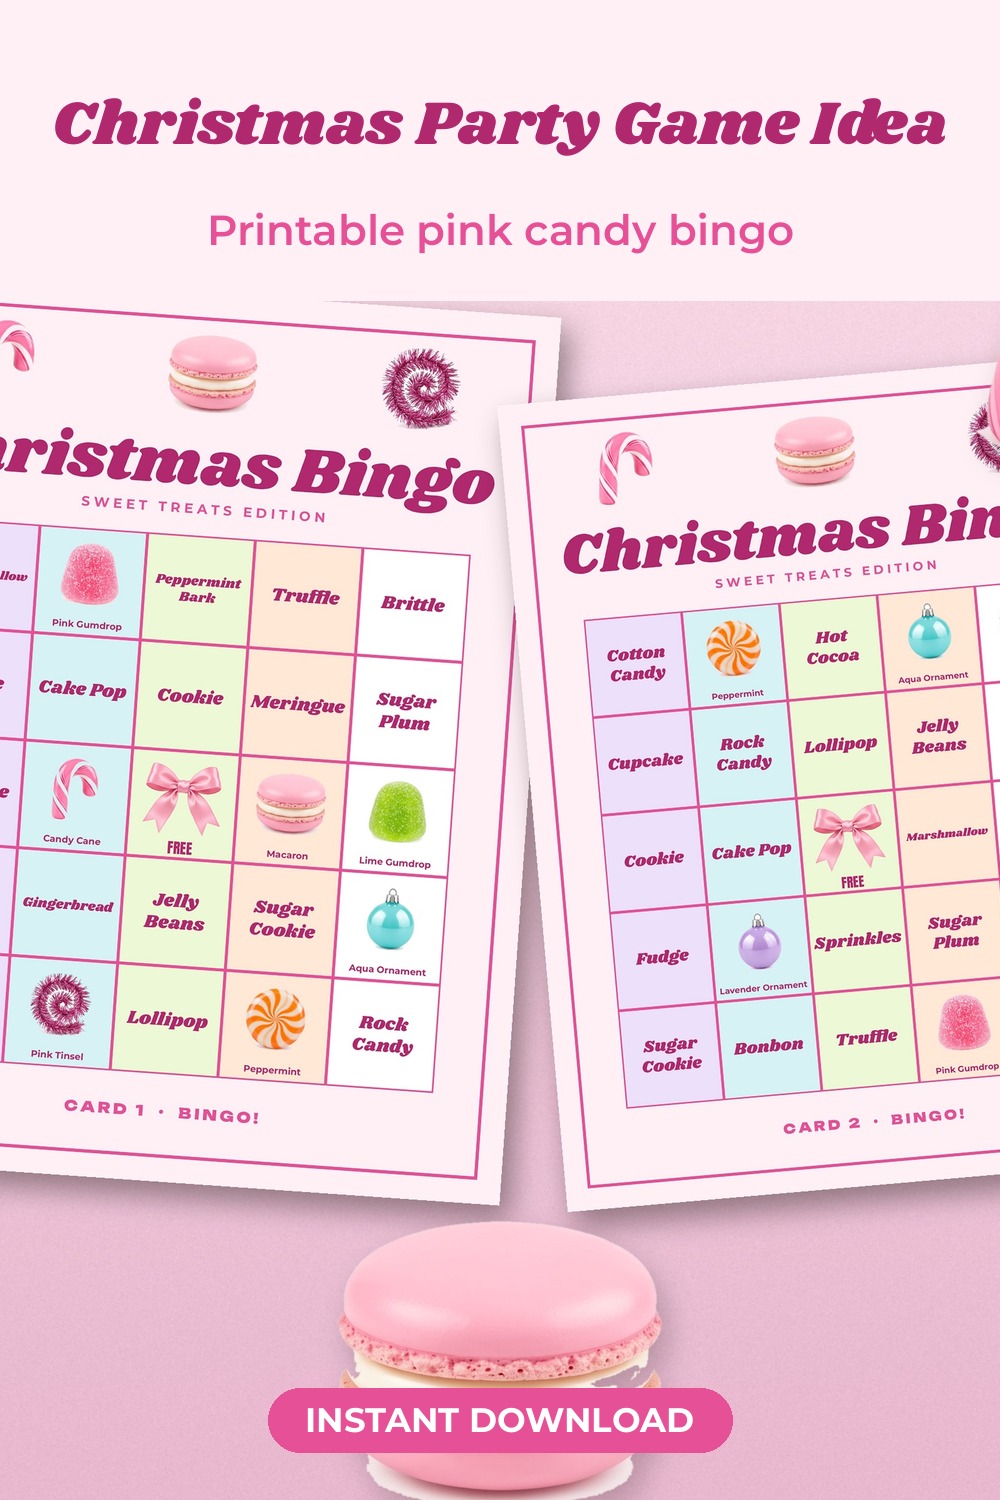 Christmas Party Game Idea
Printable pink candy bingo
hristmas Bingo
SWEET TREATS EDITION
llow
Pink Gumdrop
Peppermint
Bark
Truffle
Brittle
e
Cake Pop
Cookie
Meringue
Sugar
Plum
e
Candy Cane
FREE
Macaron
Lime Gumdrop
Gingerbread
Jelly
Beans
Sugar
Cookie
Aqua Ornament
Pink Tinsel
Lollipop
Peppermint
Rock
Candy
CARD 1 · BINGO!
Christmas Bin
SWEET TREATS EDITION
Cotton
Candy
Peppermint
Hot
Cocoa
Aqua Ornament
Cupcake
Rock
Candy
Lollipop
Jelly
Beans
Cookie
Cake Pop
FREE
Marshmallow
Fudge
Lavender Ornament
Sprinkles
Sugar
Plum
Sugar
Cookie
Bonbon
Truffle
Pink Gumdrop
CARD 2 · BINGO!
INSTANT DOWNLOAD